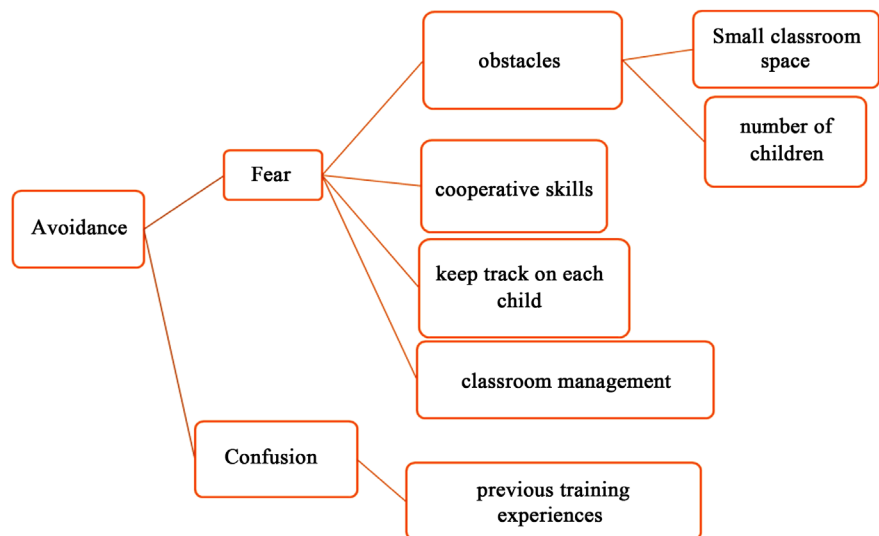 Avoidance
Fear
obstacles
Small classroom
space
number of
children
cooperative skills
keep track on each
child
classroom management
Confusion
previous training
experiences